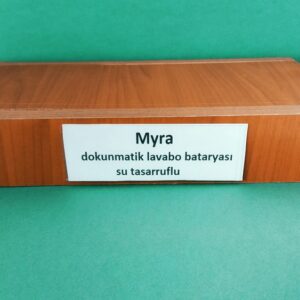 Myra
dokunmatik lavabo bataryası
su tasarruflu